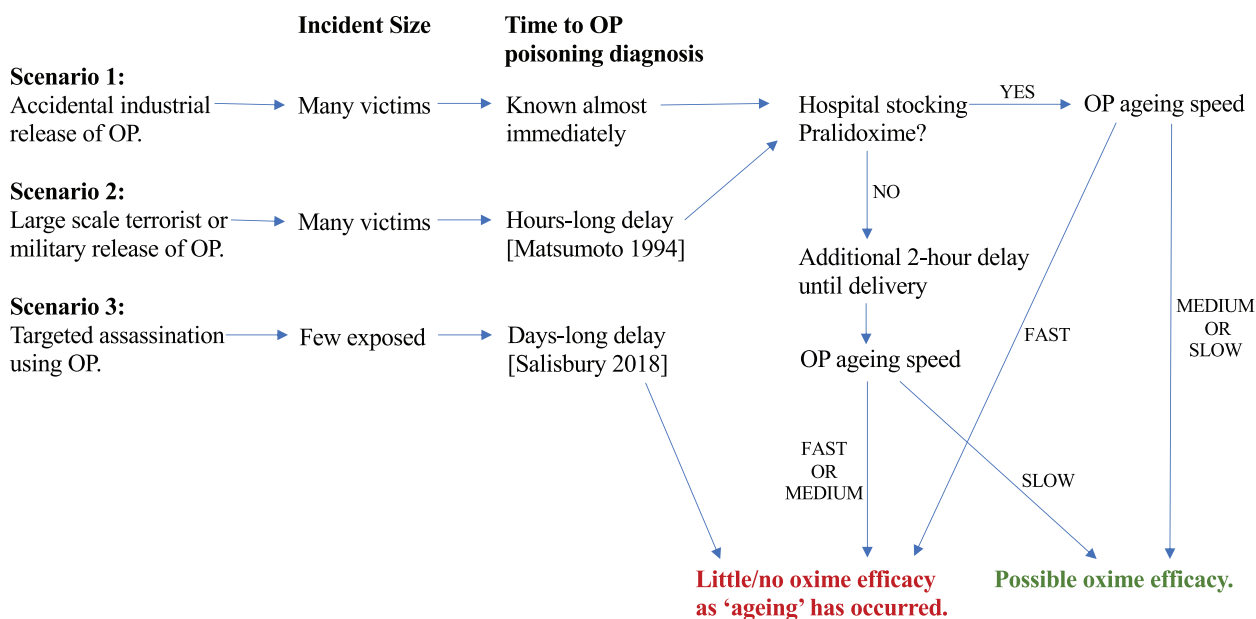 Incident Size
Time to OP
poisoning diagnosis
Scenario 1:
Accidental industrial
release of OP.
Many victims
Known almost
immediately
Hospital stocking
Pralidoxime?
YES
OP ageing speed
NO
Scenario 2:
Large scale terrorist or
military release of OP.
Many victims
Hours-long delay
[Matsumoto 1994]
Additional 2-hour delay
until delivery
Scenario 3:
Targeted assassination
using OP.
Few exposed
Days-long delay
[Salisbury 2018]
OP ageing speed
FAST
MEDIUM
OR
SLOW
FAST
OR
MEDIUM
SLOW
Little/no oxime efficacy
as ‘ageing’ has occurred.
Possible oxime efficacy.